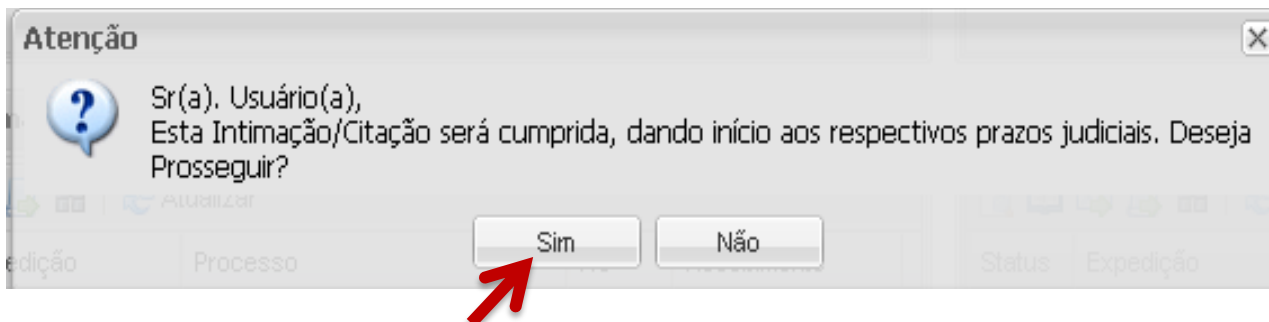 Atenção
Sr(a). Usuário(a),
Esta Intimação/Citação será cumprida, dando início aos respectivos prazos judiciais. Deseja
Prosseguir?
Atualizar
Sim Não
edição Processo Status Expedição